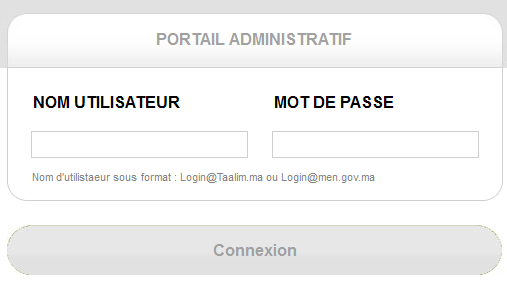 PORTAIL ADMINISTRATIF
NOM UTILISATEUR MOT DE PASSE
Nom d'utilistaeur sous format : Login@Taalim.ma ou Login@men.gov.ma
Connexion